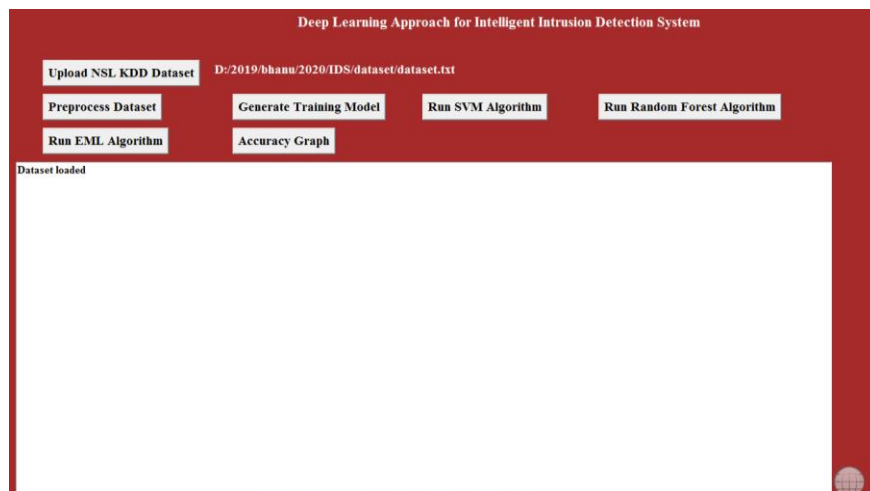 Deep Learning Approach for Intelligent Intrusion Detection System
Upload NSL KDD Dataset D:/2019/bhanu/2020/IDS/dataset/dataset.txt
Preprocess Dataset Generate Training Model Run SVM Algorithm Run Random Forest Algorithm
Run EML Algorithm Accuracy Graph
Dataset loaded